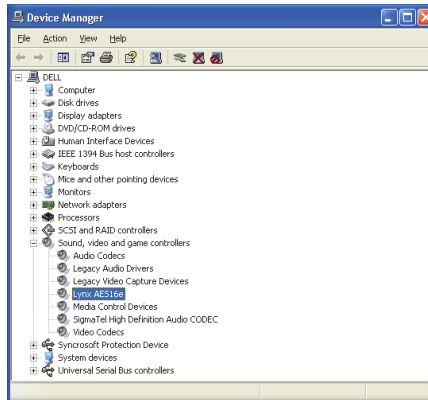 Device Manager
File Action View Help
DELL
Computer
Disk drives
Display adapters
DVD/CD-ROM drives
Human Interface Devices
IEEE 1394 Bus host controllers
Keyboards
Mice and other pointing devices
Monitors
Network adapters
Processors
SCSI and RAID controllers
Sound, video and game controllers
Audio Codecs
Legacy Audio Drivers
Legacy Video Capture Devices
Lynx AES16e
Media Control Devices
SigmaTel High Definition Audio CODEC
Video Codecs
Syncrosoft Protection Device
System devices
Universal Serial Bus controllers